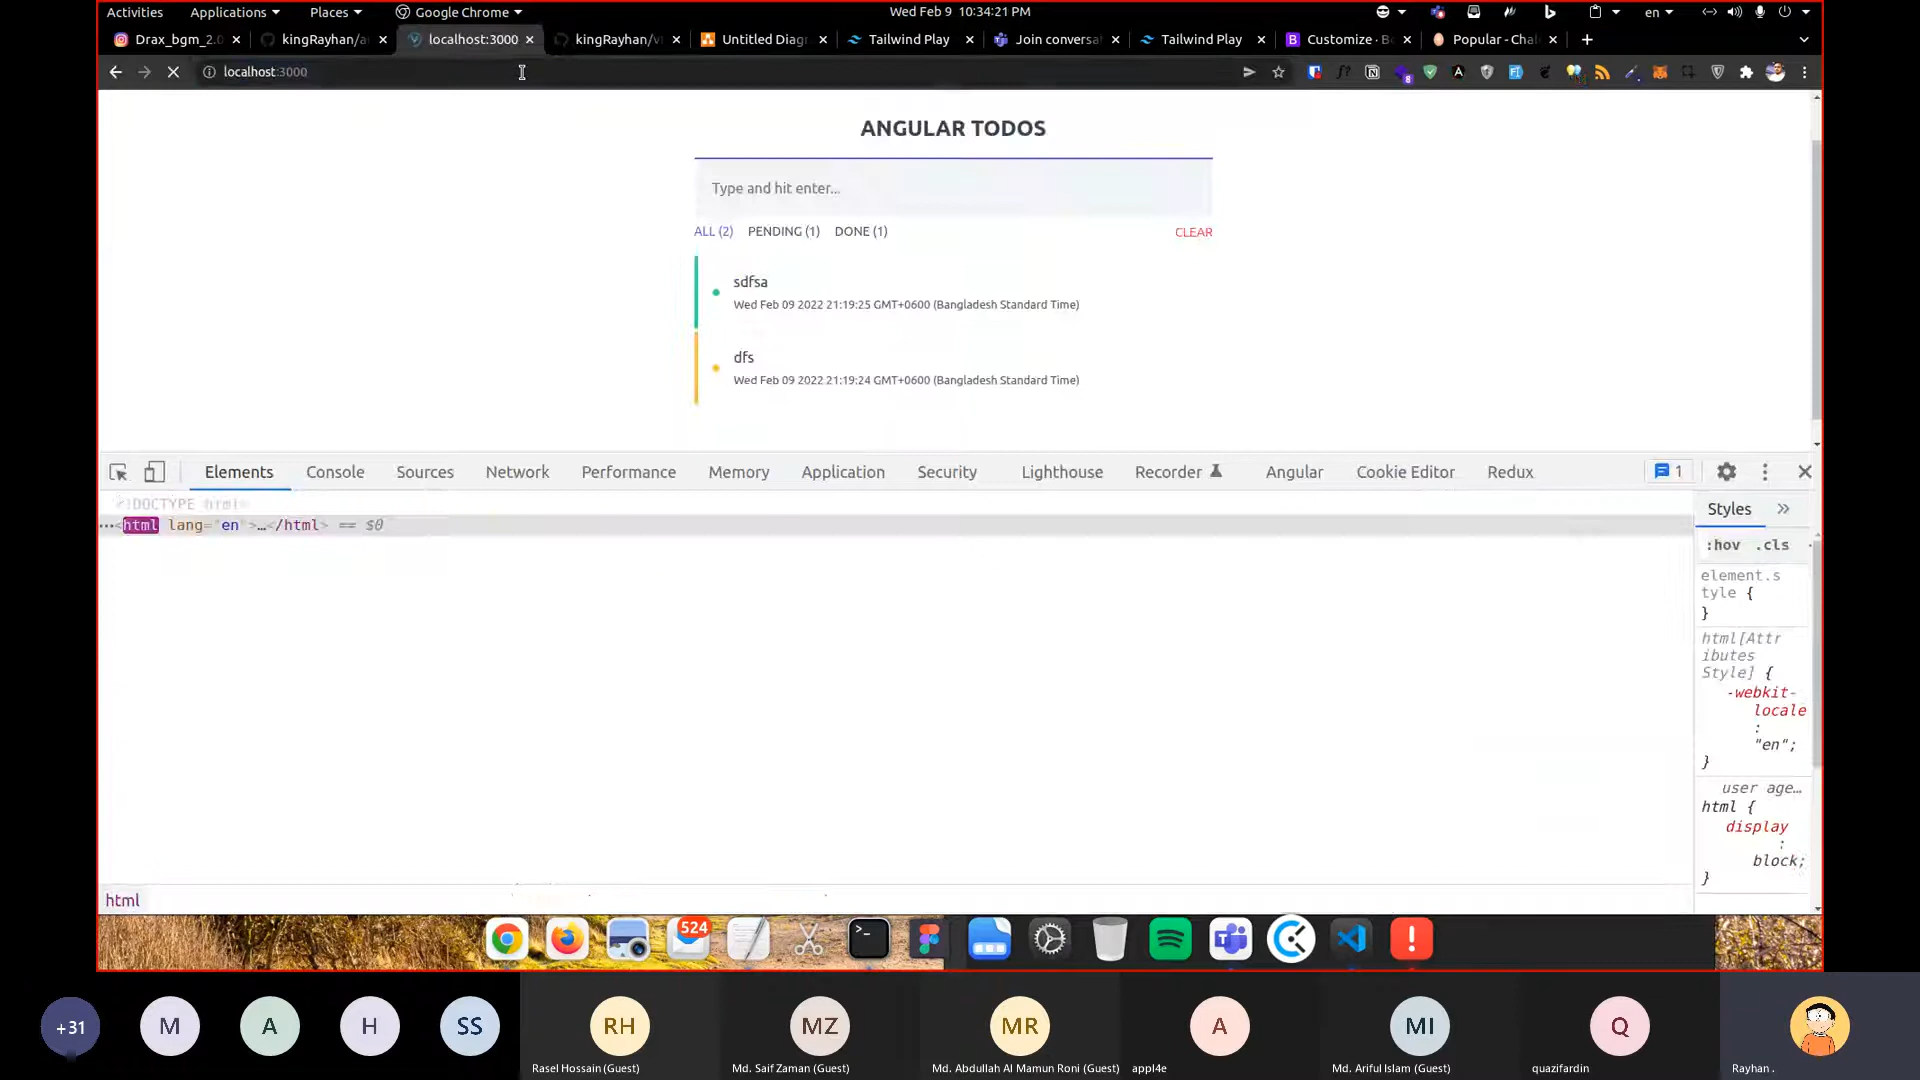 Activities Applications Places Google Chrome Wed Feb 9 10:34:21 PM en
Drax_bgm_2.0 kingRayhan/a localhost:3000 kingRayhan/v Untitled Diag Tailwind Play Join conversa Tailwind Play Customize · B Popular - Cha
localhost:3000
ANGULAR TODOS
Type and hit enter...
ALL (2) PENDING (1) DONE (1) CLEAR
sdfsa
Wed Feb 09 2022 21:19:25 GMT+0600 (Bangladesh Standard Time)
dfs
Wed Feb 09 2022 21:19:24 GMT+0600 (Bangladesh Standard Time)
Elements Console Sources Network Performance Memory Application Security Lighthouse Recorder Angular Cookie Editor Redux 1
<!DOCTYPE html>
···<html lang="en">…</html> == $0
Styles
:hov .cls
element.s
tyle {
}
html[Attr
ibutes
Style] {
-webkit-
locale
:
"en";
}
user age…
html {
display
:
block;
}
html
524
+31 M A H SS RH MZ MR A MI Q
Rasel Hossain (Guest) Md. Saif Zaman (Guest) Md. Abdullah Al Mamun Roni (Guest) appl4e Md. Ariful Islam (Guest) quazifardin Rayhan .